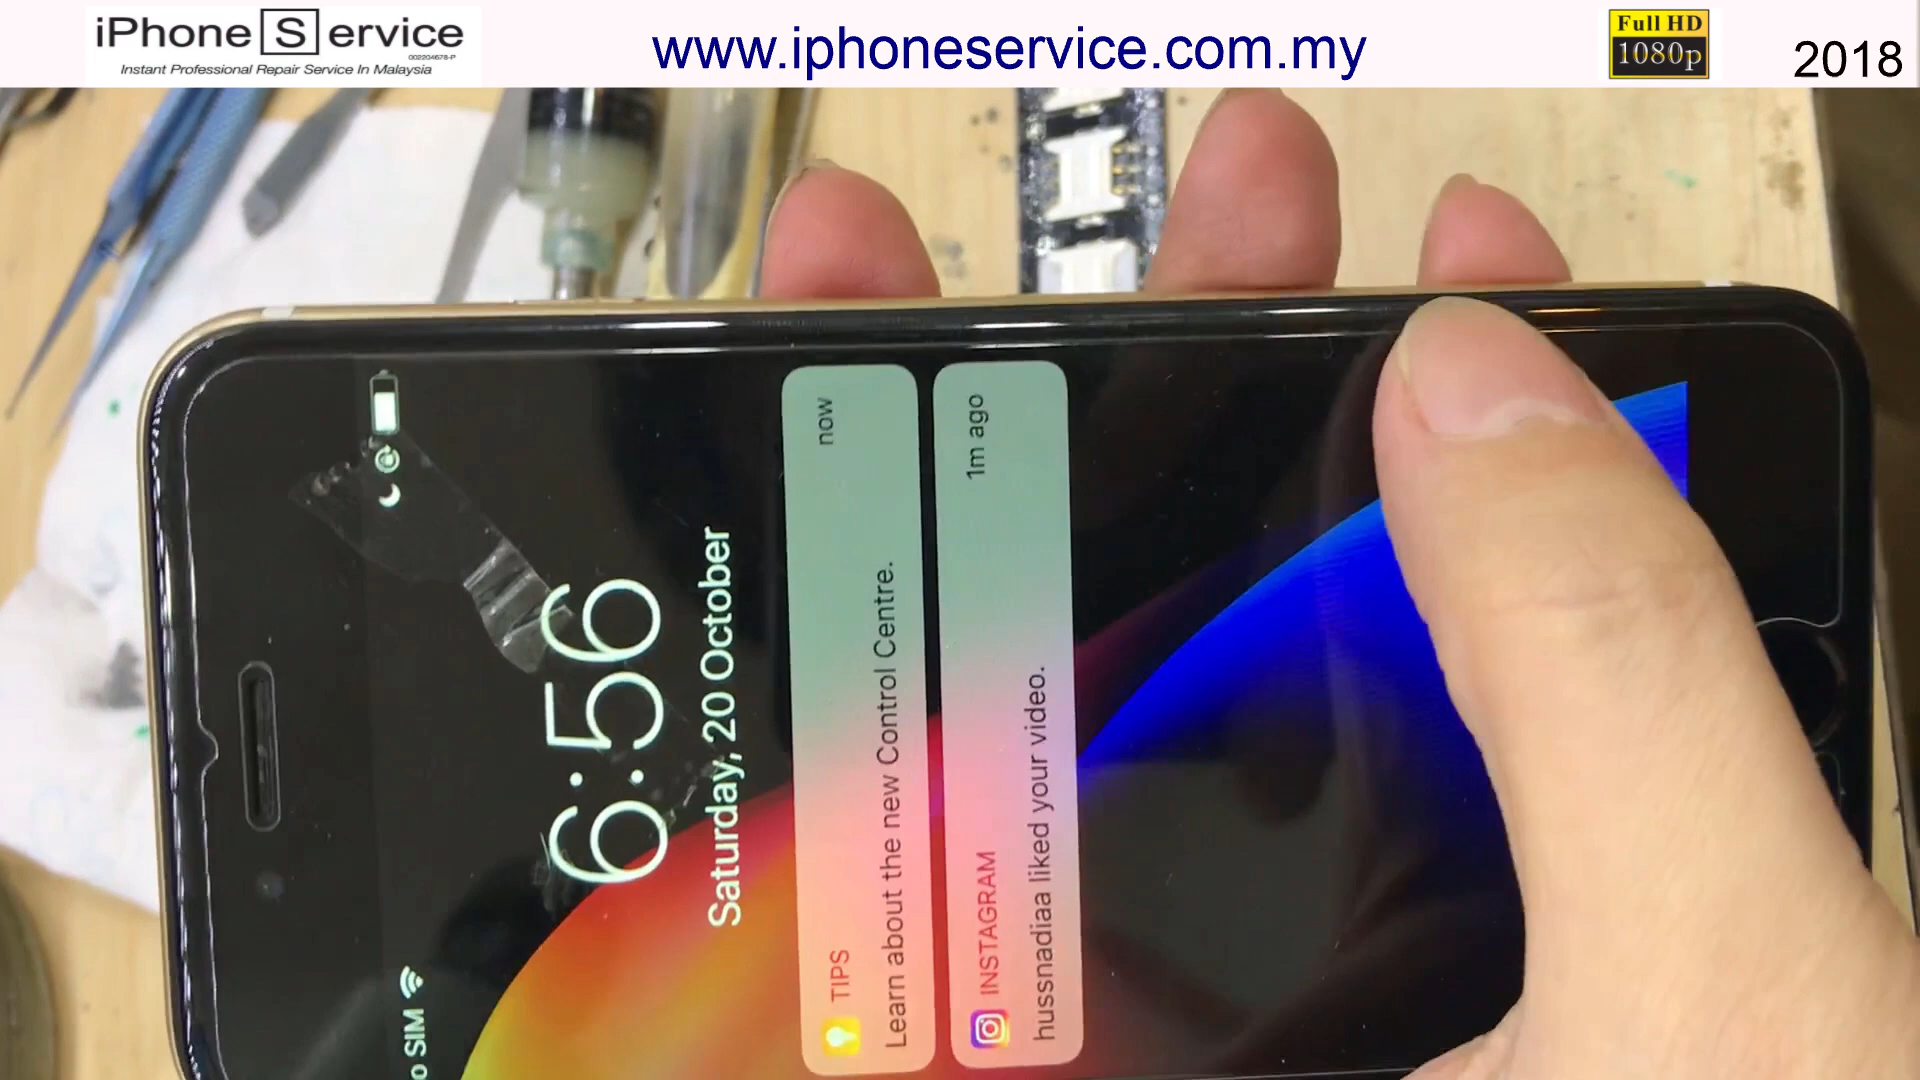 iPhone S ervice
002204678-P
Instant Professional Repair Service In Malaysia
www.iphoneservice.com.my
Full HD
1080p
2018
o SIM
6:56
Saturday, 20 October
TIPS
now
Learn about the new Control Centre.
INSTAGRAM
1m ago
hussnadiaa liked your video.